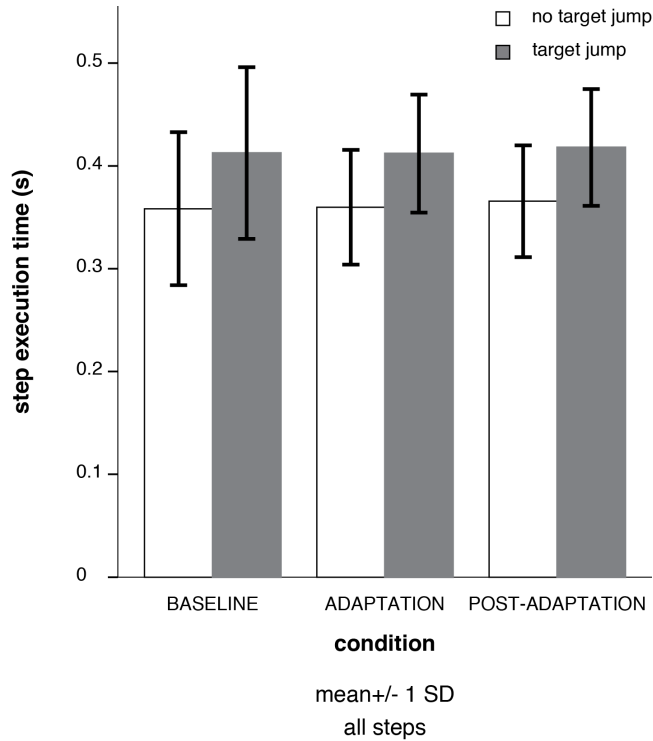 no target jump
target jump
step execution time (s)
0.5
0.4
0.3
0.2
0.1
0
BASELINE ADAPTATION POST-ADAPTATION
condition
mean+/- 1 SD
all steps